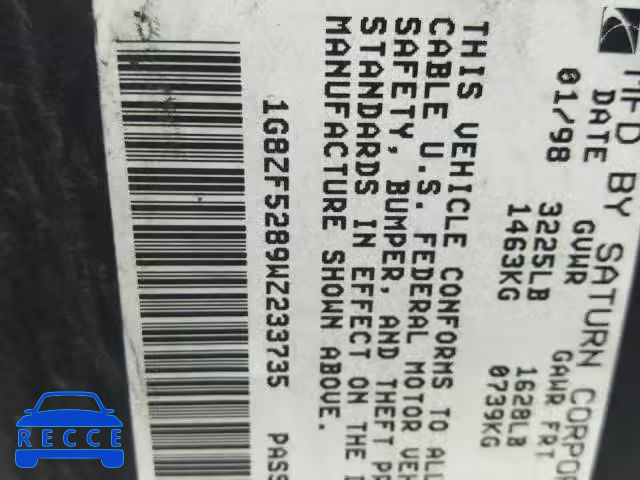 MFD BY SATURN CORPOR
DATE GVWR GAWR FRT
01/98 3225LB 1628LB
1463KG 0739KG
THIS VEHICLE CONFORMS TO ALL
CABLE U.S. FEDERAL MOTOR VEH
SAFETY, BUMPER, AND THEFT PR
STANDARDS IN EFFECT ON THE
MANUFACTURE SHOWN ABOVE.
1G8ZF5289WZ233735 PASS